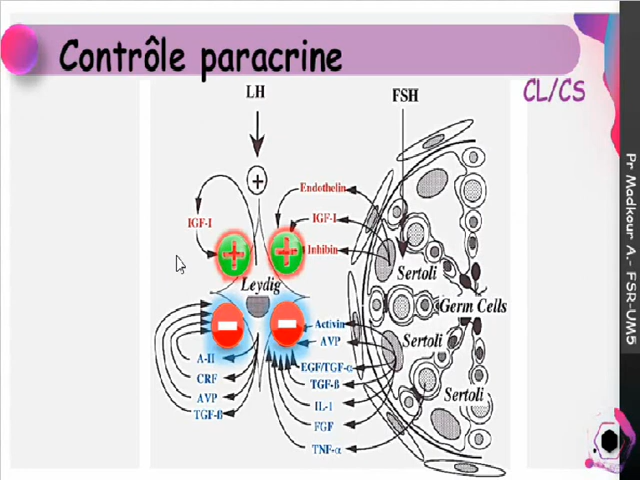 Contrôle paracrine
CL/CS
LH
FSH
+
Endothelin
IGF-I
IGF-I
+
+
Inhibin
Sertoli
Leydig
Germ Cells
Activin
AVP
Sertoli
A-II
EGF/TGF-α
CRF
TGF-ß
Sertoli
AVP
IL-1
TGF-ß
FGF
TNF-α
Pr Madkour A.- FSR-UM5